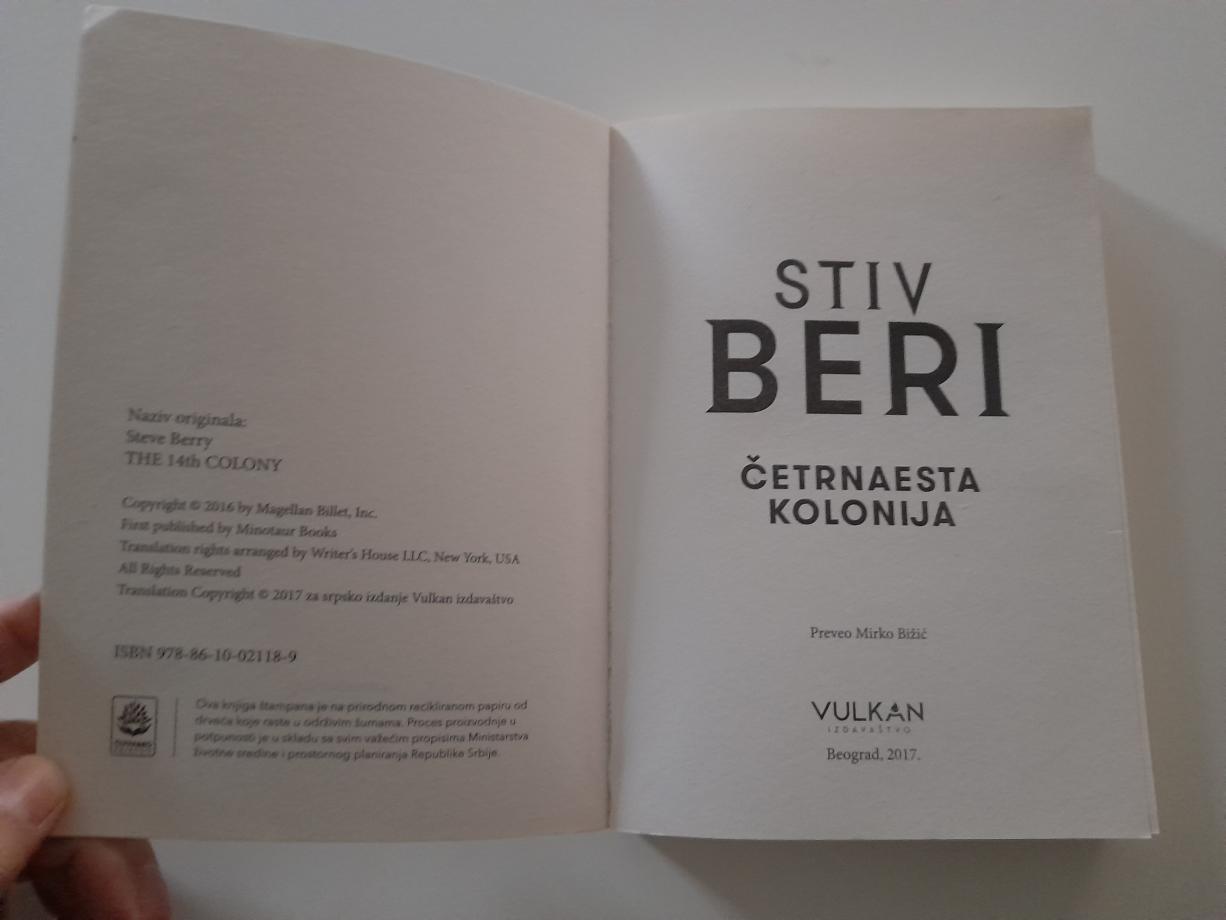 Naziv originala:
Steve Berry
THE 14th COLONY
Copyright © 2016 by Magellan Billet, Inc.
First published by Minotaur Books
Translation rights arranged by Writer's House LLC, New York, USA
All Rights Reserved
Translation Copyright © 2017 za srpsko izdanje Vulkan izdavaštvo
ISBN 978-86-10-02118-9
Ova knjiga štampana je na prirodnom recikliranom papiru od
drveća koje raste u održivim šumama. Proces proizvodnje u
potpunosti je u skladu sa svim važećim propisima Ministarstva
životne sredine i prostornog planiranja Republike Srbije.
STIV
BERI
ČETRNAESTA
KOLONIJA
Preveo Mirko Bižić
VULKAN
IZDAVAŠTVO
Beograd, 2017.